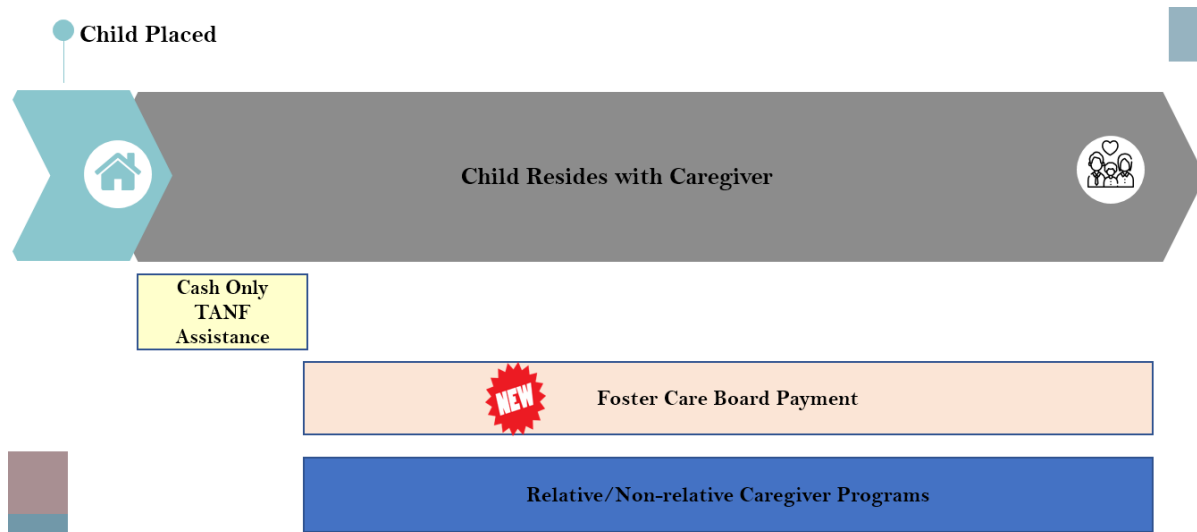 Child Placed
Child Resides with Caregiver
Cash Only
TANF
Assistance
NEW
Foster Care Board Payment
Relative/Non-relative Caregiver Programs